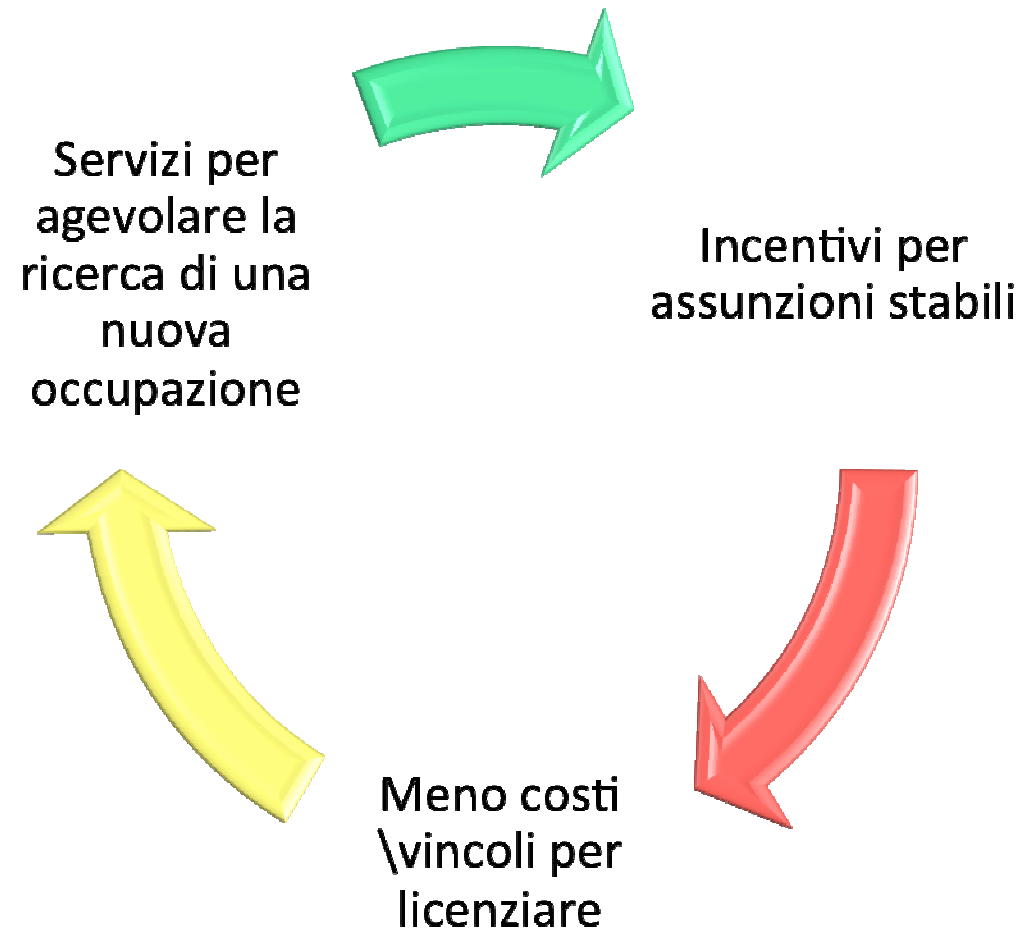 Servizi per
agevolare la
ricerca di una
nuova
occupazione
Incentivi per
assunzioni stabili
Meno costi
\vincoli per
licenziare